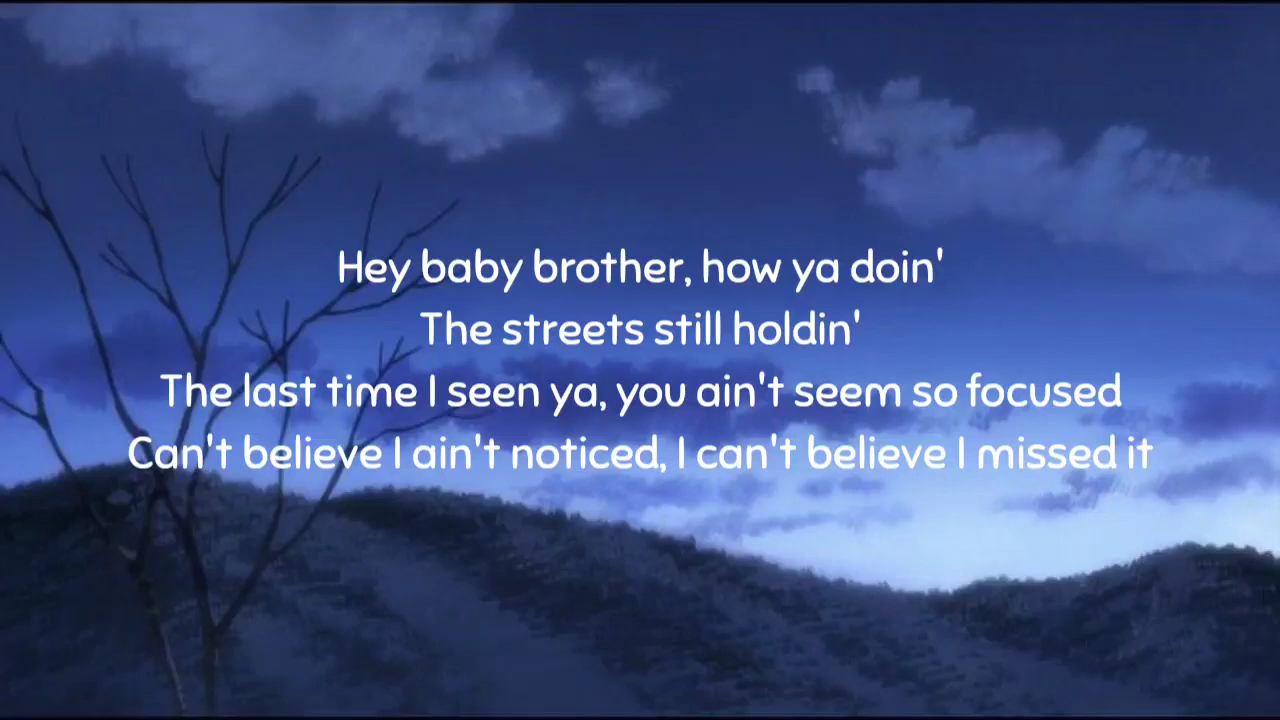 Hey baby brother, how ya doin'
The streets still holdin'
The last time I seen ya, you ain't seem so focused
Can't believe I ain't noticed, I can't believe I missed it